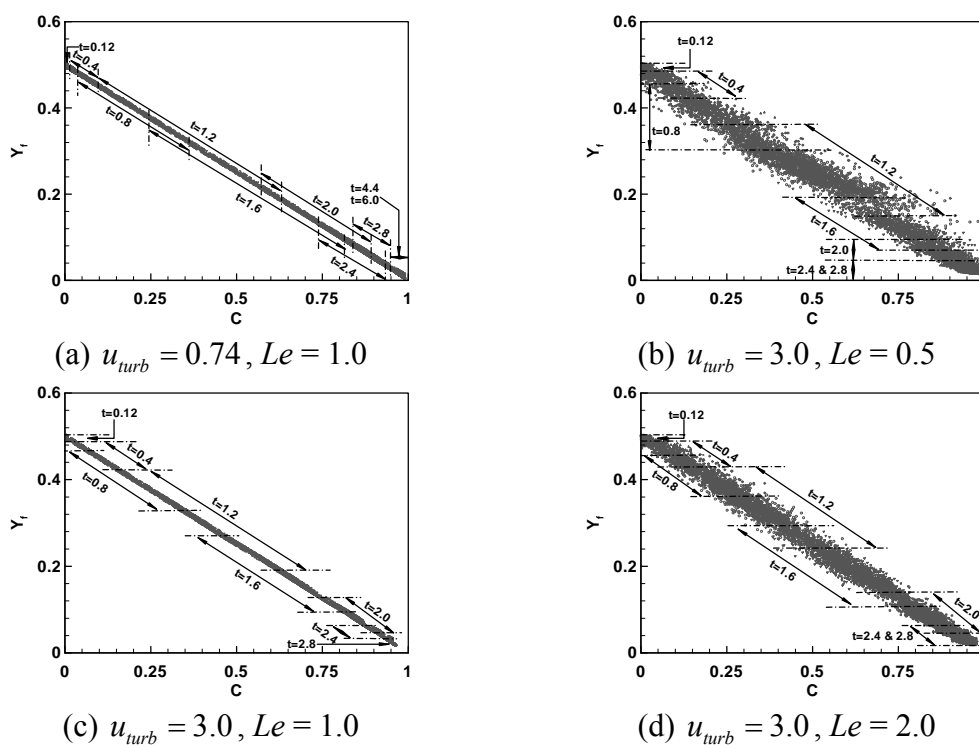 0.6
t=0.12
t=0.4
0.4
t=0.8
t=1.2
Y_f
t=4.4
t=6.0
0.2
t=1.6
t=2.0
t=2.8
t=2.4
0
0 0.25 0.5 0.75 1
C
(a) u_turb = 0.74, Le = 1.0
0.6
t=0.12
t=0.4
0.4
t=0.8
t=1.2
Y_f
0.2
t=1.6
t=2.0
t=2.4 & 2.8
0
0 0.25 0.5 0.75
C
(b) u_turb = 3.0, Le = 0.5
0.6
t=0.12
t=0.4
0.4
t=0.8
t=1.2
Y_f
0.2
t=1.6
t=2.0
t=2.4
t=2.8
0
0 0.25 0.5 0.75 1
C
(c) u_turb = 3.0, Le = 1.0
0.6
t=0.12
t=0.4
0.4
t=0.8
t=1.2
Y_f
0.2
t=1.6
t=2.0
t=2.4 & 2.8
0
0 0.25 0.5 0.75
C
(d) u_turb = 3.0, Le = 2.0